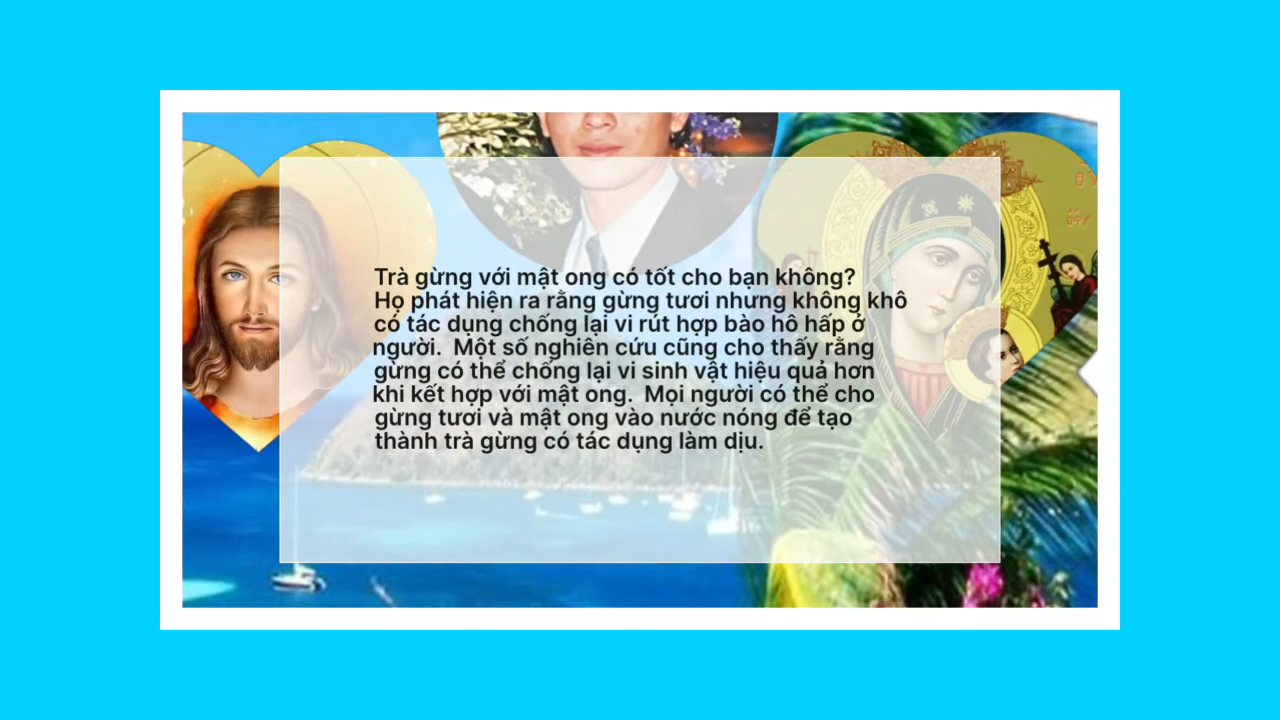 Trà gừng với mật ong có tốt cho bạn không?
Họ phát hiện ra rằng gừng tươi nhưng không khô
có tác dụng chống lại vi rút hợp bào hô hấp ở
người. Một số nghiên cứu cũng cho thấy rằng
gừng có thể chống lại vi sinh vật hiệu quả hơn
khi kết hợp với mật ong. Mọi người có thể cho
gừng tươi và mật ong vào nước nóng để tạo
thành trà gừng có tác dụng làm dịu.